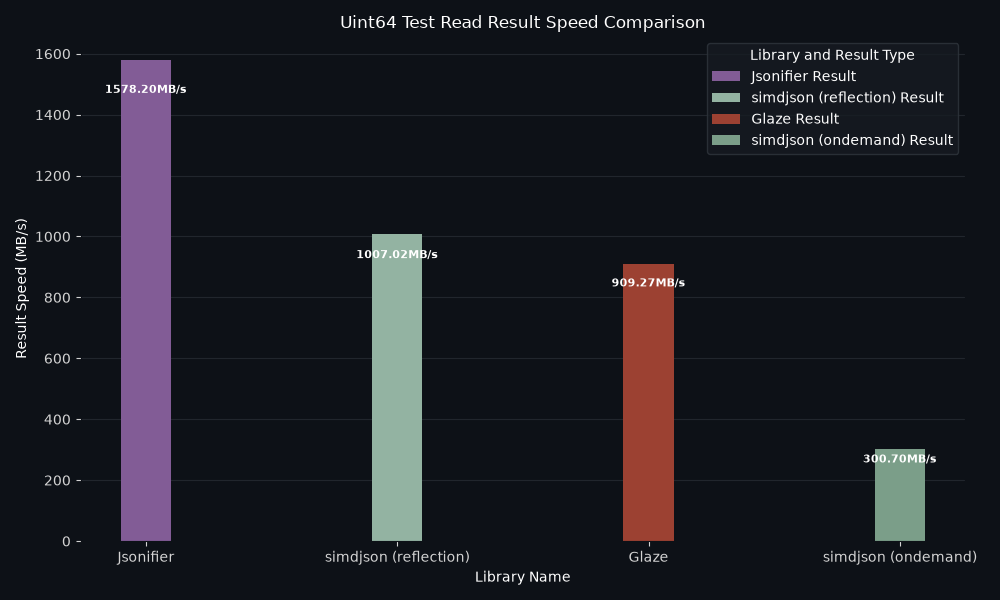 Uint64 Test Read Result Speed Comparison
Library and Result Type
Jsonifier Result
simdjson (reflection) Result
Glaze Result
simdjson (ondemand) Result
Result Speed (MB/s)
1600
1400
1200
1000
800
600
400
200
0
1578.20MB/s
1007.02MB/s
909.27MB/s
300.70MB/s
Jsonifier
simdjson (reflection)
Glaze
simdjson (ondemand)
Library Name